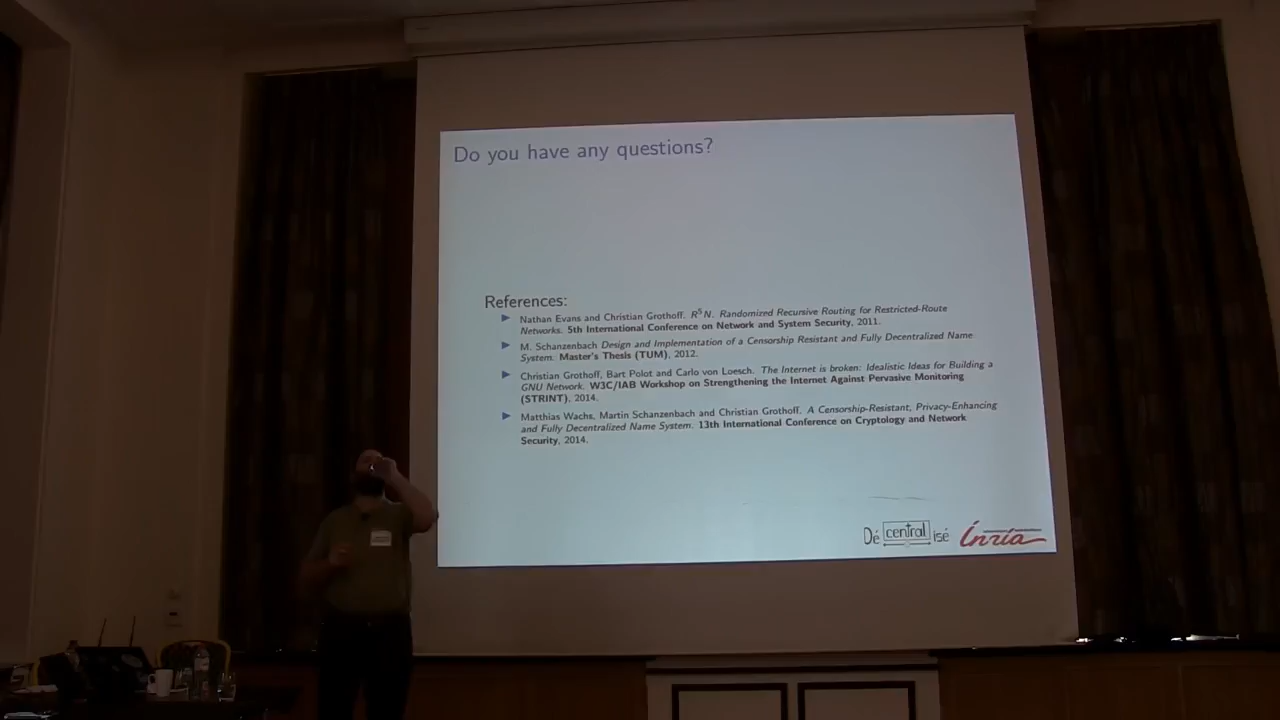 Do you have any questions?
References:
Nathan Evans and Christian Grothoff. R⁵N. Randomized Recursive Routing for Restricted-Route
Networks. 5th International Conference on Network and System Security, 2011.
M. Schanzenbach Design and Implementation of a Censorship Resistant and Fully Decentralized Name
System. Master's Thesis (TUM), 2012.
Christian Grothoff, Bart Polot and Carlo von Loesch. The Internet is broken: Idealistic Ideas for Building a
GNU Network. W3C/IAB Workshop on Strengthening the Internet Against Pervasive Monitoring
(STRINT), 2014.
Matthias Wachs, Martin Schanzenbach and Christian Grothoff. A Censorship-Resistant, Privacy-Enhancing
and Fully Decentralized Name System. 13th International Conference on Cryptology and Network
Security, 2014.
Dé central isé Inria